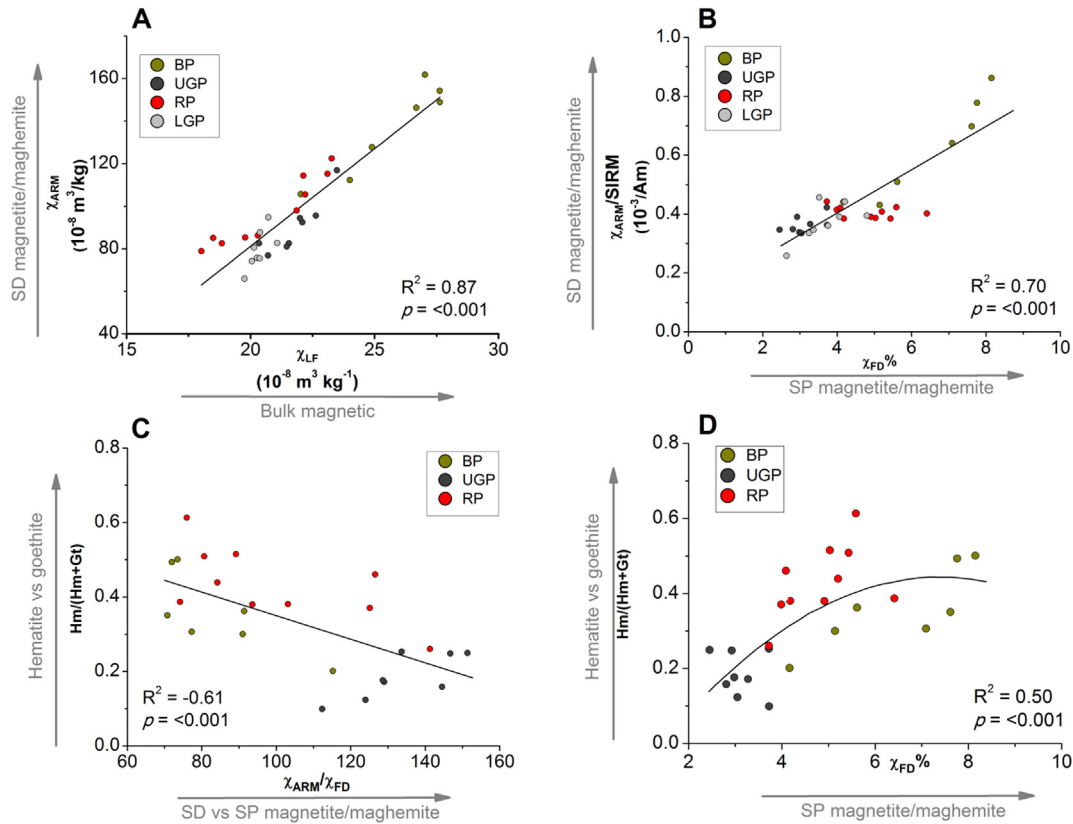 A
SD magnetite/maghemite
χARM
(10-8 m3/kg)
160
120
80
40
BP
UGP
RP
LGP
R2 = 0.87
p = <0.001
15
20
25
30
χLF
(10-8 m3 kg-1)
Bulk magnetic
B
SD magnetite/maghemite
χARM/SIRM
(10-3/Am)
1.0
0.8
0.6
0.4
0.2
0.0
BP
UGP
RP
LGP
R2 = 0.70
p = <0.001
0
2
4
6
8
10
χFD%
SP magnetite/maghemite
C
Hematite vs goethite
Hm/(Hm+Gt)
0.8
0.6
0.4
0.2
0.0
BP
UGP
RP
R2 = -0.61
p = <0.001
60
80
100
120
140
160
χARM/χFD
SD vs SP magnetite/maghemite
D
Hematite vs goethite
Hm/(Hm+Gt)
0.8
0.6
0.4
0.2
0.0
BP
UGP
RP
R2 = 0.50
p = <0.001
2
4
6
8
10
χFD%
SP magnetite/maghemite